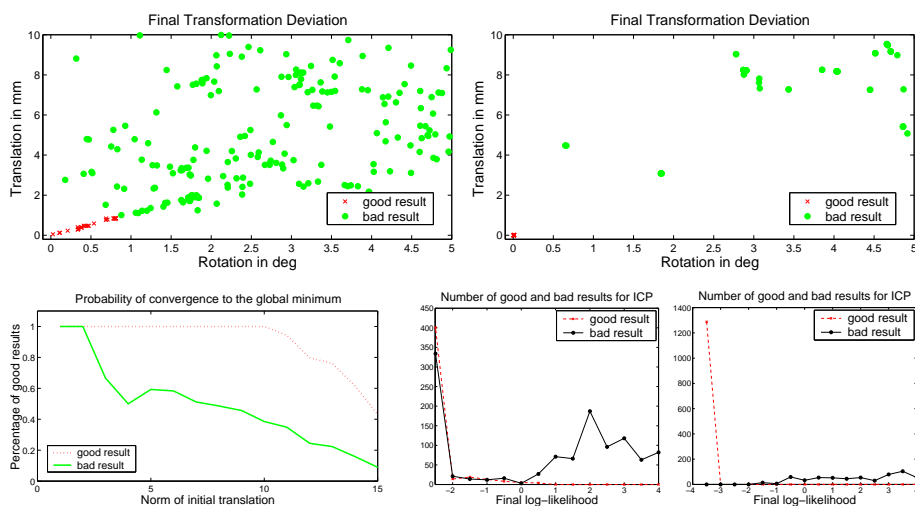 Final Transformation Deviation
10
8
6
4
2
0
0 0.5 1 1.5 2 2.5 3 3.5 4 4.5 5
Translation in mm
Rotation in deg
good result
bad result
Final Transformation Deviation
10
8
6
4
2
0
0 0.5 1 1.5 2 2.5 3 3.5 4 4.5 5
Translation in mm
Rotation in deg
good result
bad result
Probability of convergence to the global minimum
1
0.8
0.6
0.4
0.2
0
0 5 10 15
Percentage of good results
Norm of initial translation
good result
bad result
Number of good and bad results for ICP
450
400
350
300
250
200
150
100
50
0
−2 −1 0 1 2 3 4
Final log−likelihood
good result
bad result
Number of good and bad results for ICP
1400
1200
1000
800
600
400
200
0
−4 −3 −2 −1 0 1 2 3
Final log−likelihood
good result
bad result